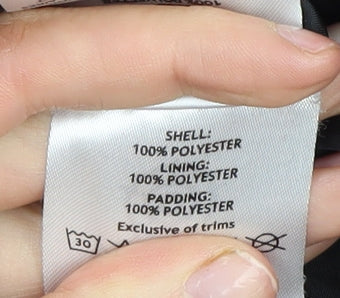 SHELL:
100% POLYESTER
LINING:
100% POLYESTER
PADDING:
100% POLYESTER
Exclusive of trims
30